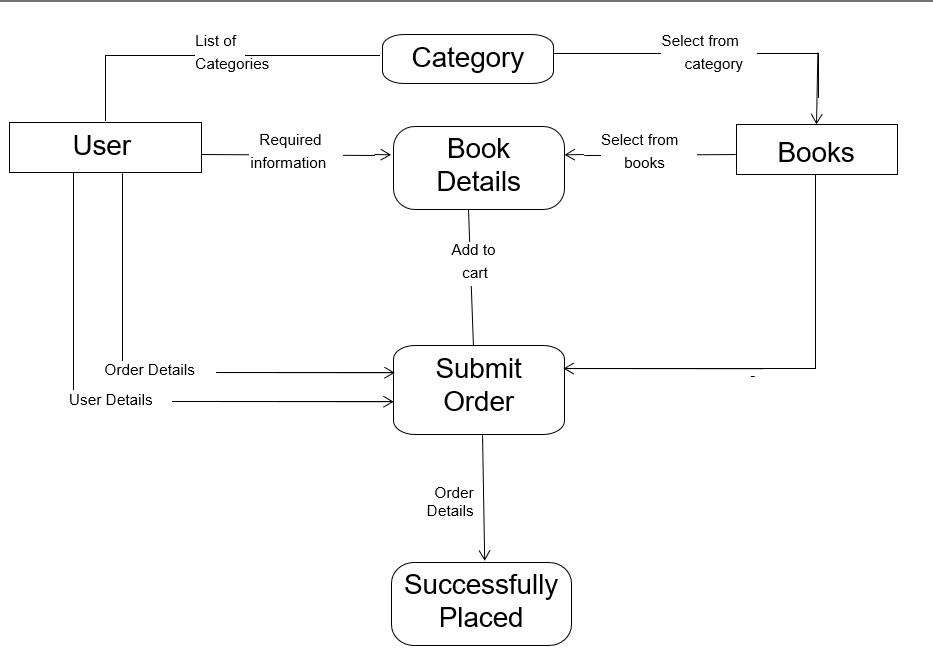 List of
Categories
Category
Select from
category
User
Required
information
Book
Details
Select from
books
Books
Add to
cart
Order Details
User Details
Submit
Order
-
Order
Details
Successfully
Placed